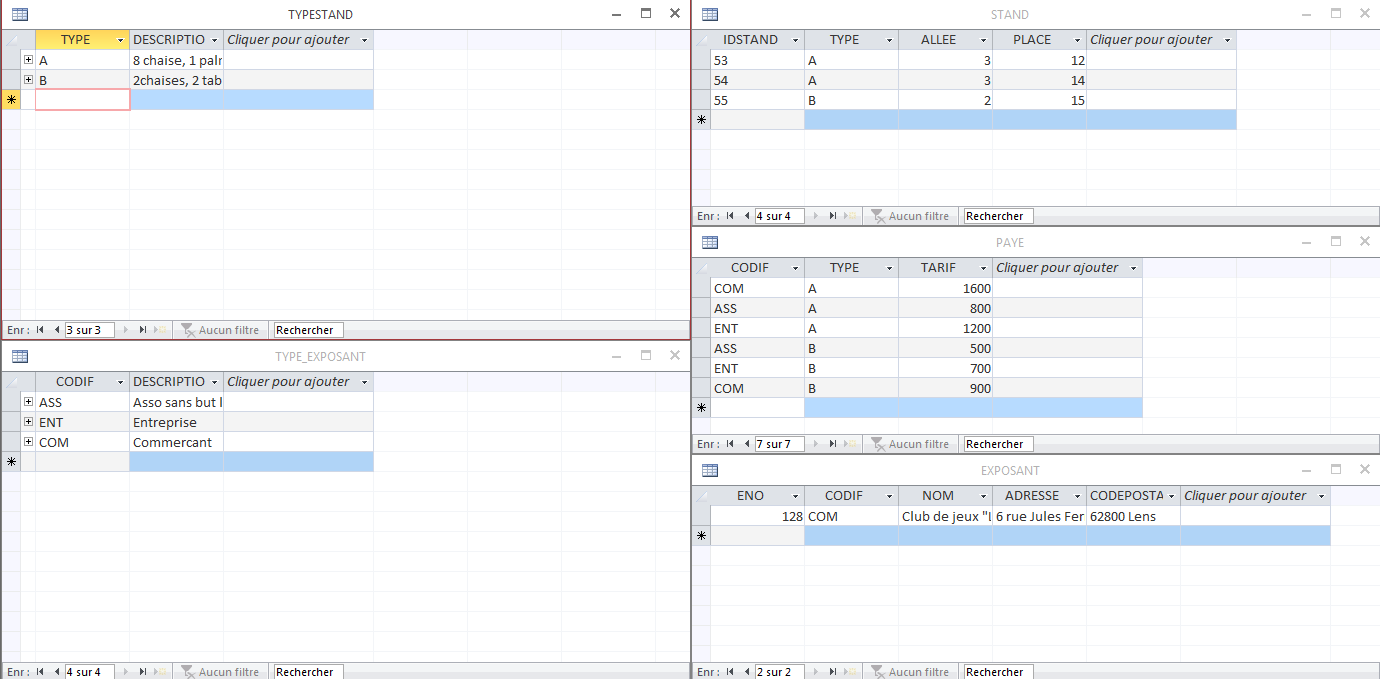 TYPESTAND
TYPE DESCRIPTIO Cliquer pour ajouter
A 8 chaise, 1 palr
B 2chaises, 2 tab
Enr : 3 sur 3 Aucun filtre Rechercher
TYPE_EXPOSANT
CODIF DESCRIPTIO Cliquer pour ajouter
ASS Asso sans but l
ENT Entreprise
COM Commercant
Enr : 4 sur 4 Aucun filtre Rechercher
STAND
IDSTAND TYPE ALLEE PLACE Cliquer pour ajouter
53 A 3 12
54 A 3 14
55 B 2 15
Enr : 4 sur 4 Aucun filtre Rechercher
PAYE
CODIF TYPE TARIF Cliquer pour ajouter
COM A 1600
ASS A 800
ENT A 1200
ASS B 500
ENT B 700
COM B 900
Enr : 7 sur 7 Aucun filtre Rechercher
EXPOSANT
ENO CODIF NOM ADRESSE CODEPOSTA Cliquer pour ajouter
128 COM Club de jeux "L 6 rue Jules Fer 62800 Lens
Enr : 2 sur 2 Aucun filtre Rechercher